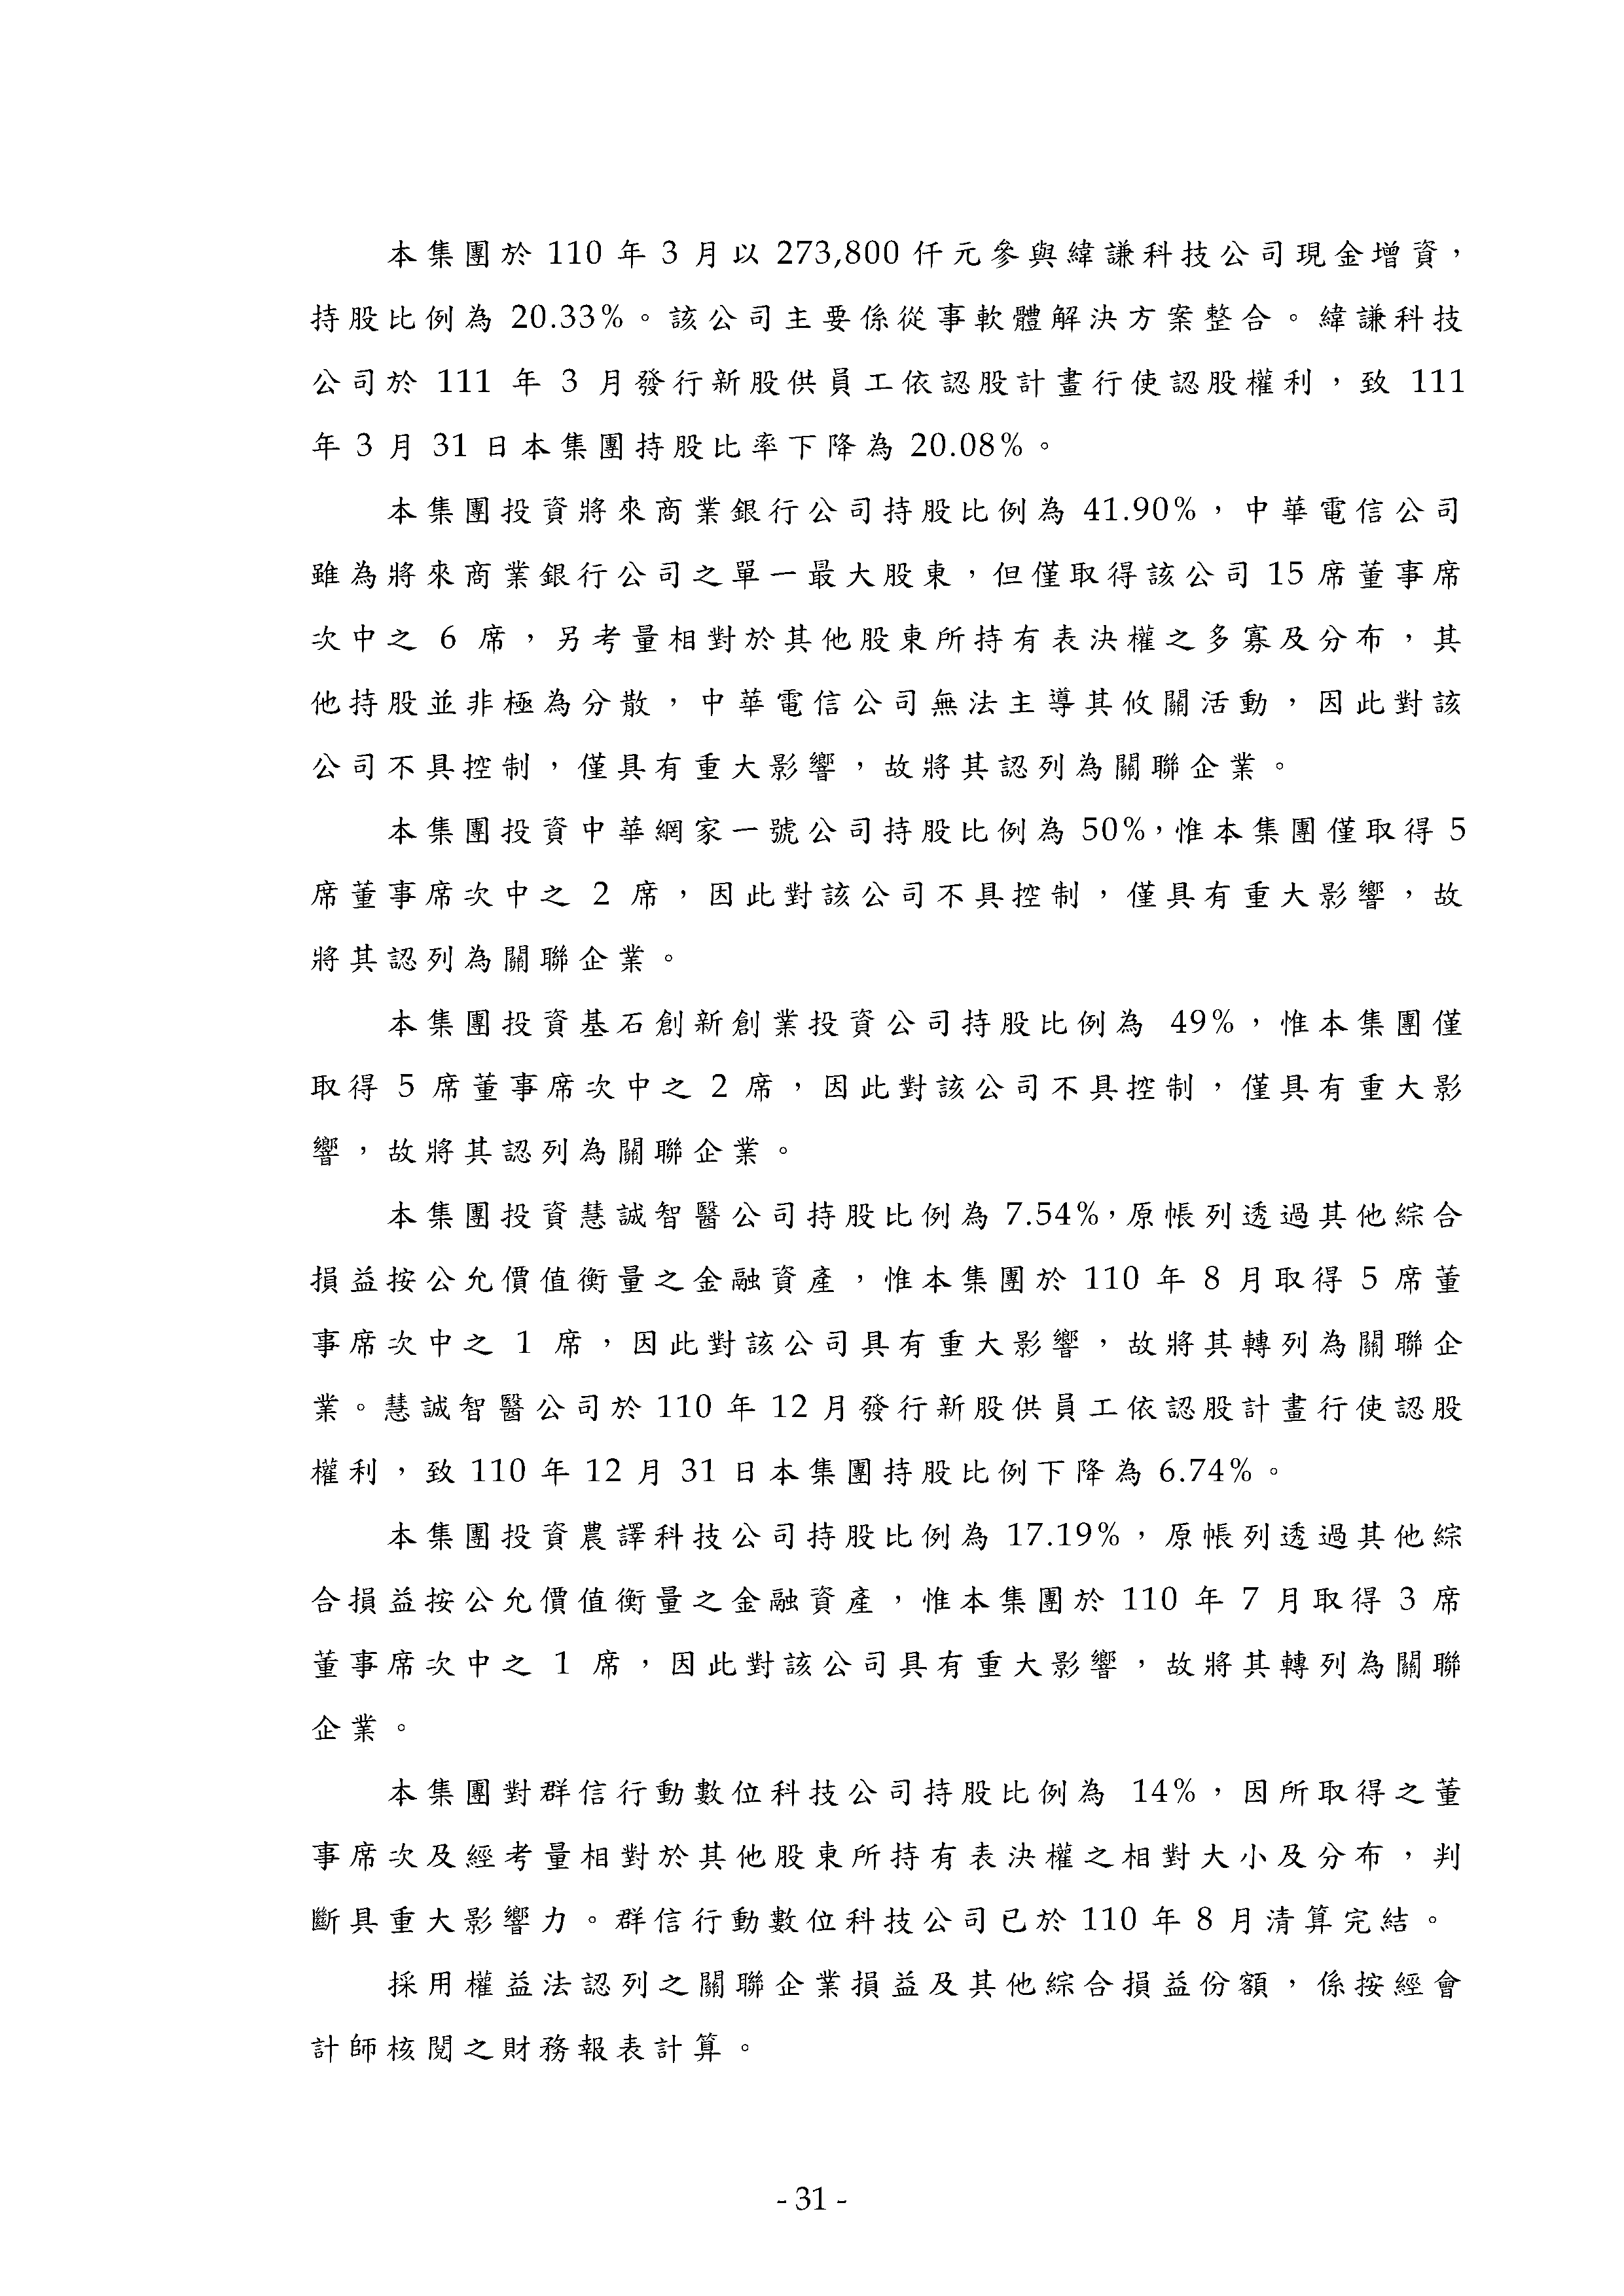 本集團於 110 年 3 月以 273,800 仟元參與緯謙科技公司現金增資，
持股比例為 20.33%。該公司主要係從事軟體解決方案整合。緯謙科技
公司於 111 年 3 月發行新股供員工依認股計畫行使認股權利，致 111
年 3 月 31 日本集團持股比率下降為 20.08%。
本集團投資將來商業銀行公司持股比例為 41.90%，中華電信公司
雖為將來商業銀行公司之單一最大股東，但僅取得該公司 15 席董事席
次中之 6 席，另考量相對於其他股東所持有表決權之多寡及分布，其
他持股並非極為分散，中華電信公司無法主導其攸關活動，因此對該
公司不具控制，僅具有重大影響，故將其認列為關聯企業。
本集團投資中華網家一號公司持股比例為 50%，惟本集團僅取得 5
席董事席次中之 2 席，因此對該公司不具控制，僅具有重大影響，故
將其認列為關聯企業。
本集團投資基石創新創業投資公司持股比例為 49%，惟本集團僅
取得 5 席董事席次中之 2 席，因此對該公司不具控制，僅具有重大影
響，故將其認列為關聯企業。
本集團投資慧誠智醫公司持股比例為 7.54%，原帳列透過其他綜合
損益按公允價值衡量之金融資產，惟本集團於 110 年 8 月取得 5 席董
事席次中之 1 席，因此對該公司具有重大影響，故將其轉列為關聯企
業。慧誠智醫公司於 110 年 12 月發行新股供員工依認股計畫行使認股
權利，致 110 年 12 月 31 日本集團持股比例下降為 6.74%。
本集團投資農譯科技公司持股比例為 17.19%，原帳列透過其他綜
合損益按公允價值衡量之金融資產，惟本集團於 110 年 7 月取得 3 席
董事席次中之 1 席，因此對該公司具有重大影響，故將其轉列為關聯
企業。
本集團對群信行動數位科技公司持股比例為 14%，因所取得之董
事席次及經考量相對於其他股東所持有表決權之相對大小及分布，判
斷具重大影響力。群信行動數位科技公司已於 110 年 8 月清算完結。
採用權益法認列之關聯企業損益及其他綜合損益份額，係按經會
計師核閱之財務報表計算。
- 31 -